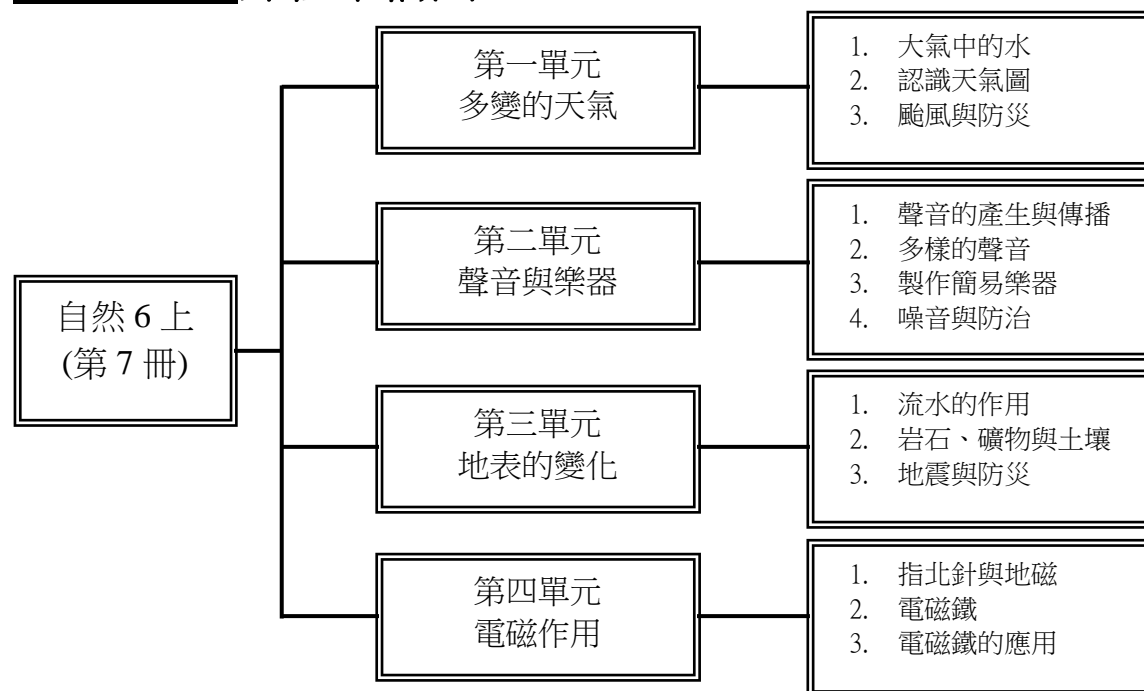 自然 6 上
(第 7 冊)
第一單元
多變的天氣
1. 大氣中的水
2. 認識天氣圖
3. 颱風與防災
第二單元
聲音與樂器
1. 聲音的產生與傳播
2. 多樣的聲音
3. 製作簡易樂器
4. 噪音與防治
第三單元
地表的變化
1. 流水的作用
2. 岩石、礦物與土壤
3. 地震與防災
第四單元
電磁作用
1. 指北針與地磁
2. 電磁鐵
3. 電磁鐵的應用